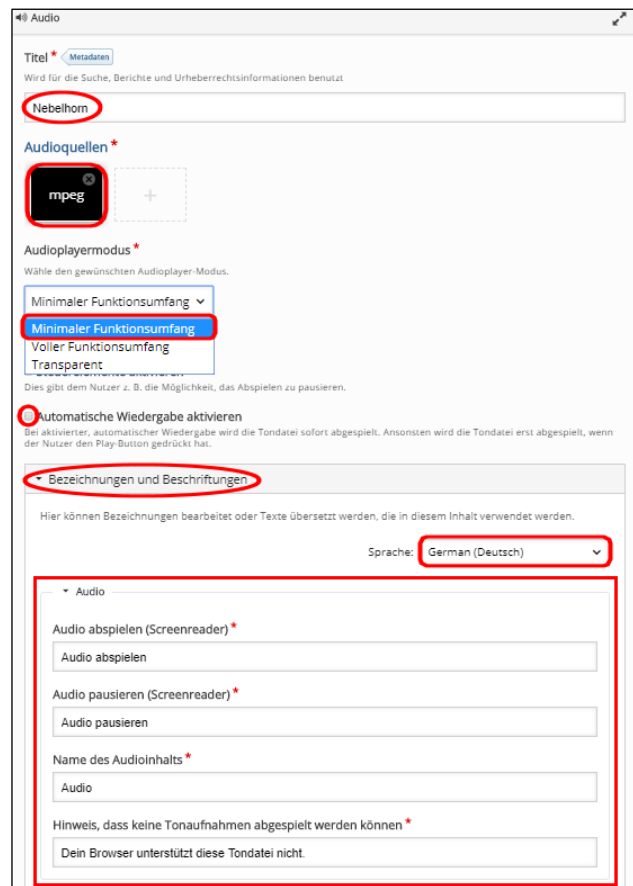 Audio
Titel * Metadaten
Wird für die Suche, Berichte und Urheberrechtsinformationen benutzt
Nebelhorn
Audioquellen *
mpeg
Audioplayermodus *
Wähle den gewünschten Audioplayer-Modus.
Minimaler Funktionsumfang
Minimaler Funktionsumfang
Voller Funktionsumfang
Transparent
Dies gibt dem Nutzer z. B. die Möglichkeit, das Abspielen zu pausieren.
Automatische Wiedergabe aktivieren
Bei aktivierter, automatischer Wiedergabe wird die Tondatei sofort abgespielt. Ansonsten wird die Tondatei erst abgespielt, wenn
der Nutzer den Play-Button gedrückt hat.
Bezeichnungen und Beschriftungen
Hier können Bezeichnungen bearbeitet oder Texte übersetzt werden, die in diesem Inhalt verwendet werden.
Sprache: German (Deutsch)
Audio
Audio abspielen (Screenreader) *
Audio abspielen
Audio pausieren (Screenreader) *
Audio pausieren
Name des Audioinhalts *
Audio
Hinweis, dass keine Tonaufnahmen abgespielt werden können *
Dein Browser unterstützt diese Tondatei nicht.